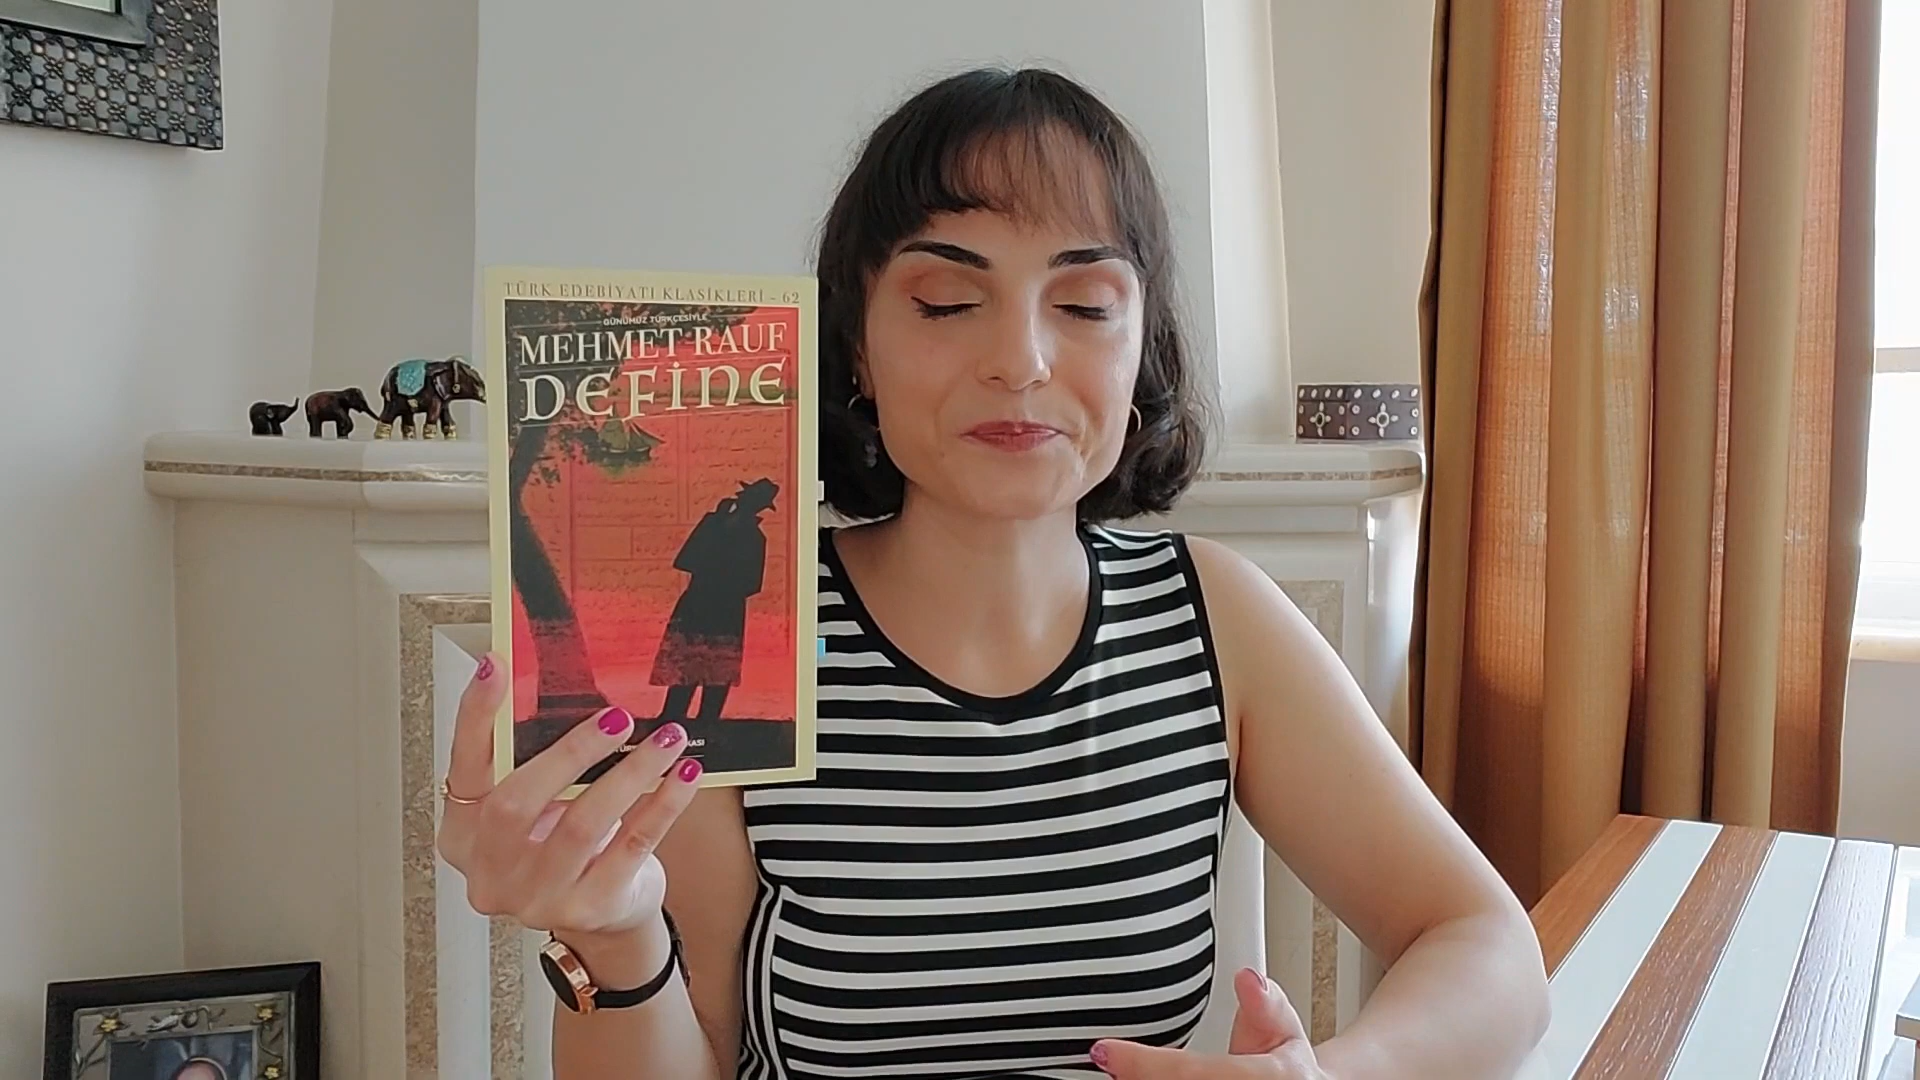 TÜRK EDEBİYATI KLASİKLERİ - 62
GÜNÜMÜZ TÜRKÇESİYLE
MEHMET RAUF
DEFİNE